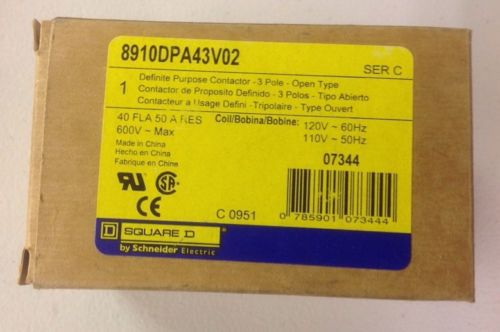 8910DPA43V02
SER C
1
Definite Purpose Contactor - 3 Pole - Open Type
Contactor de Proposito Definido - 3 Polos - Tipo Abierto
Contacteur a Usage Defini - Tripolaire - Type Ouvert
40 FLA 50 A RES
600V ~ Max
Coil/Bobina/Bobine:
120V ~ 60Hz
110V ~ 50Hz
Made in China
Hecho en China
Fabrique en China
07344
C 0951
0 785901 073444
SQUARE D
by Schneider Electric